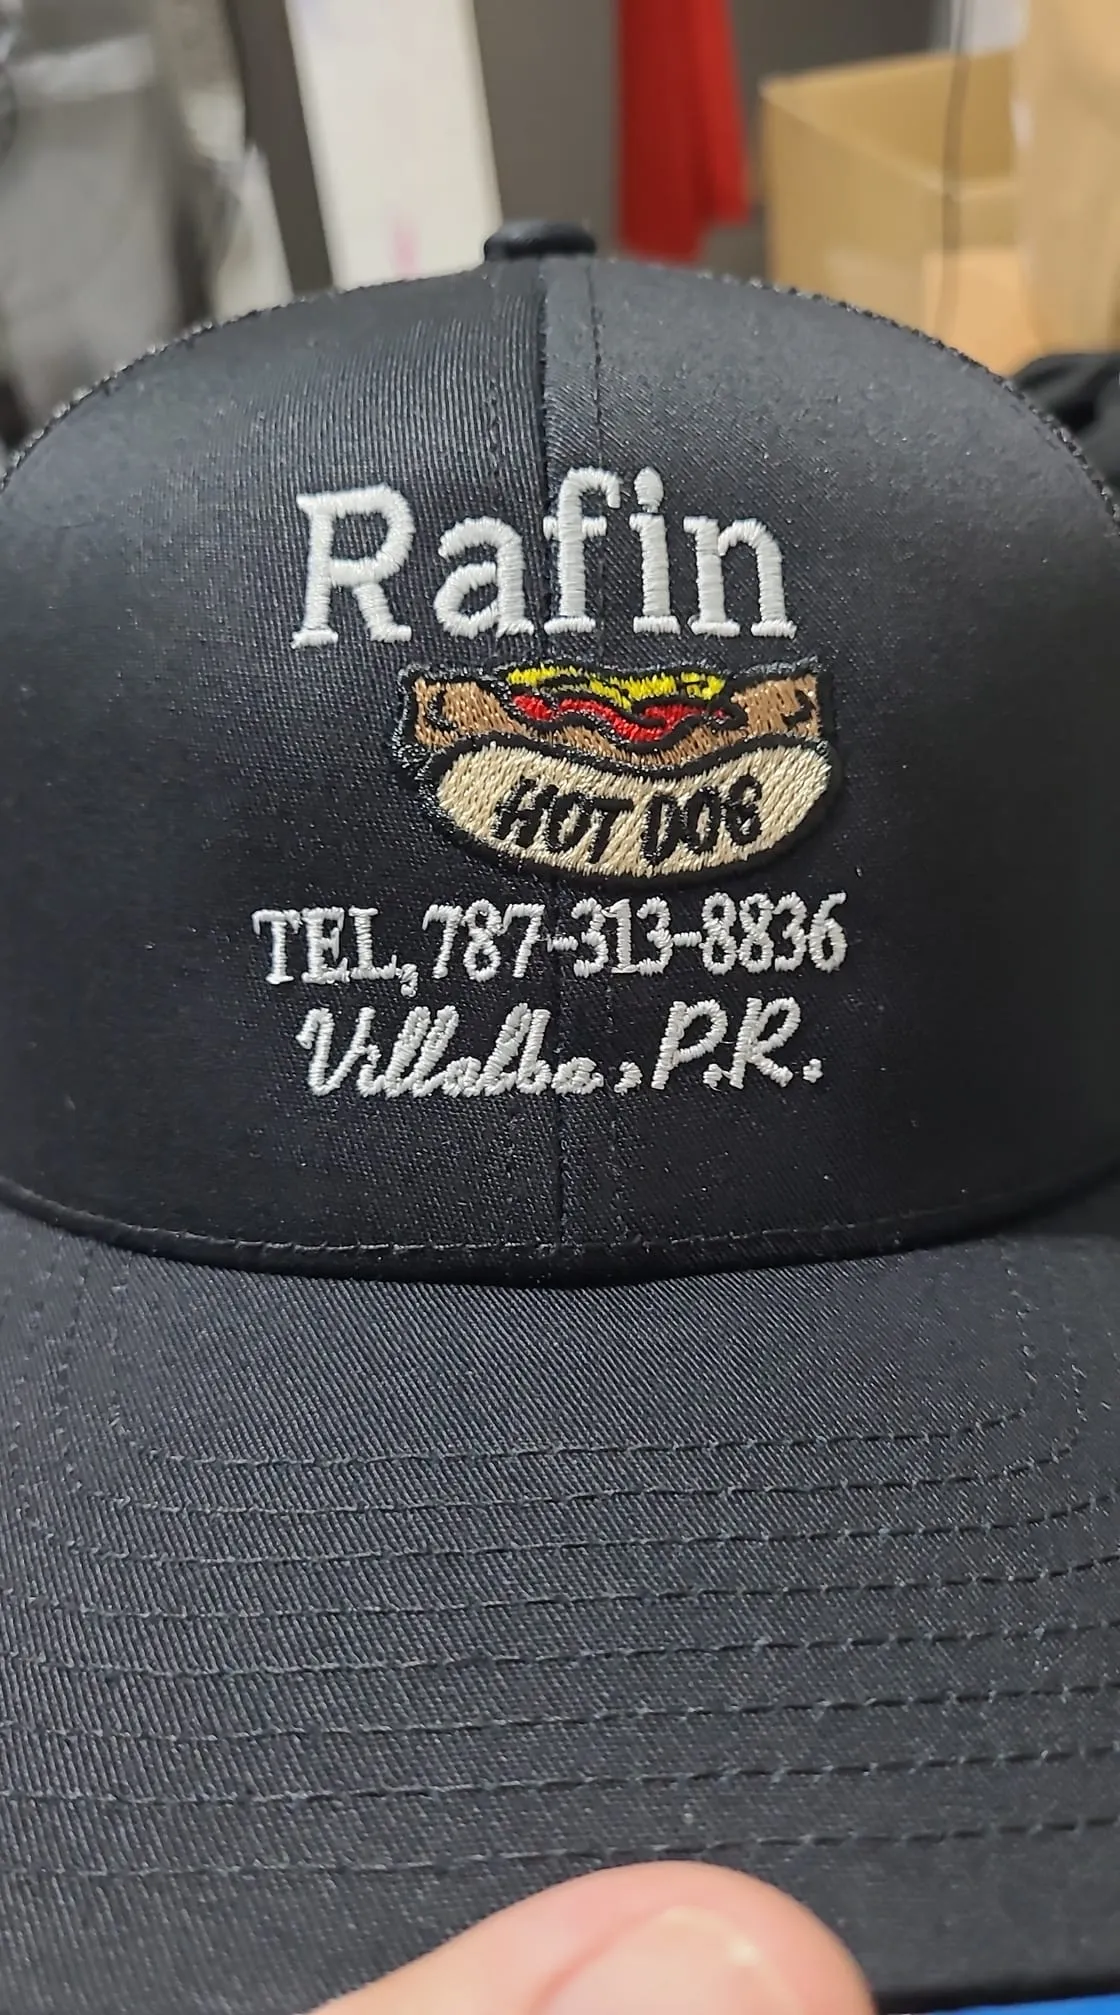 Rafin
HOT DOG
TEL, 787-313-8836
Villalba, P.R.